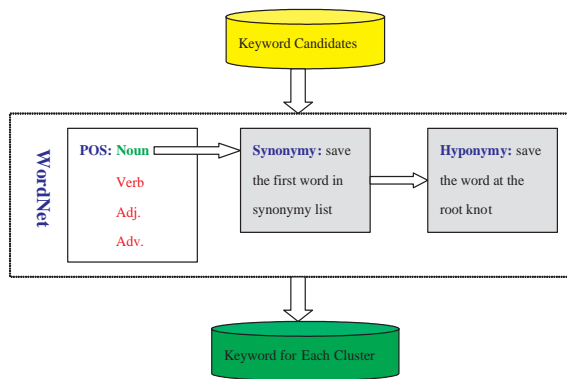 Keyword Candidates
WordNet
POS: Noun
Verb
Adj.
Adv.
Synonymy: save
the first word in
synonymy list
Hyponymy: save
the word at the
root knot
Keyword for Each Cluster